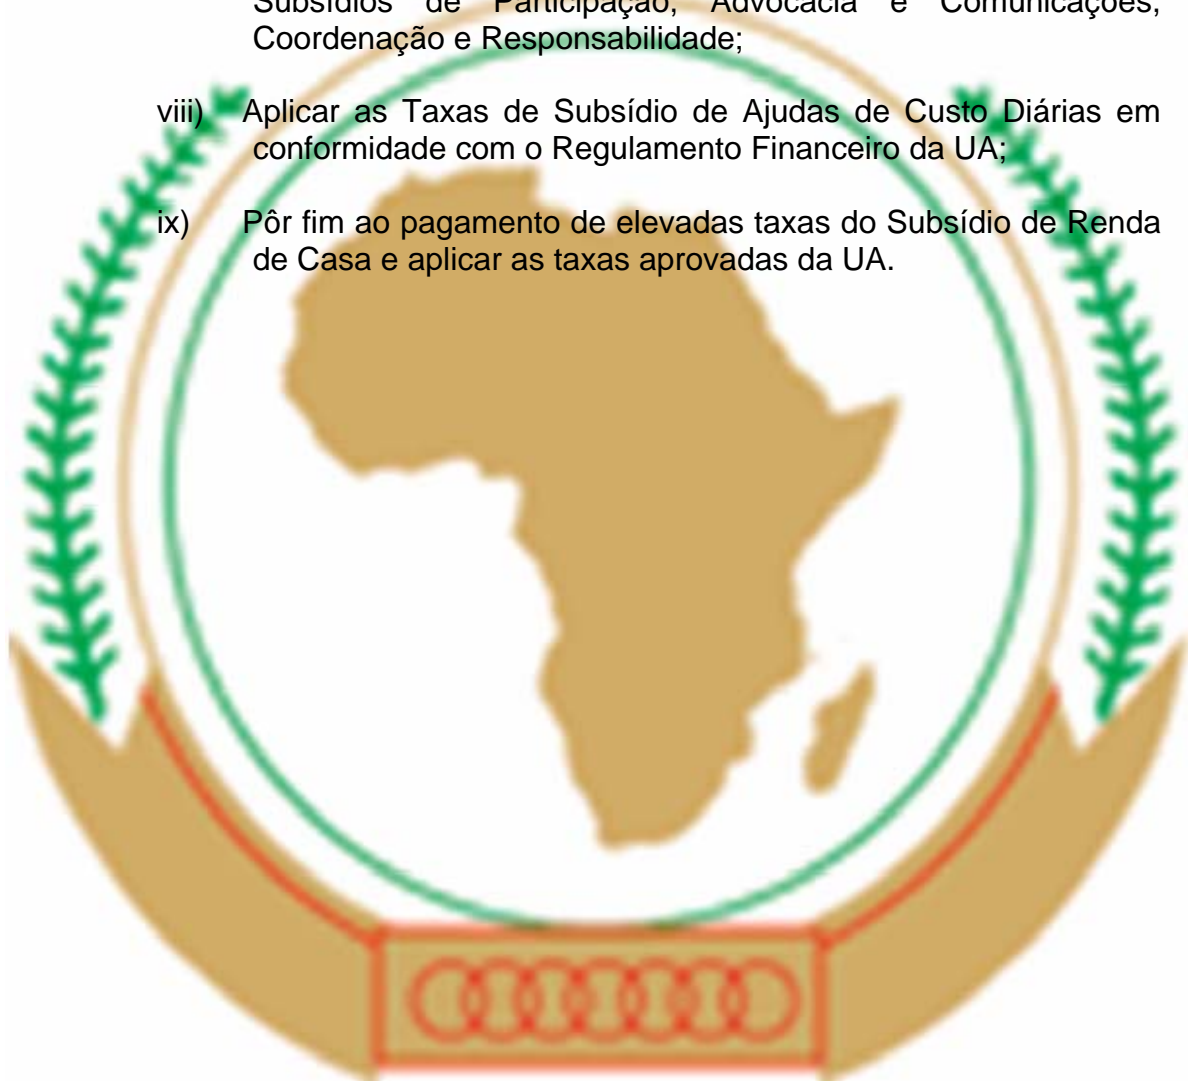 Subsídios de Participação, Advocacia e Comunicações,
Coordenação e Responsabilidade;
viii) Aplicar as Taxas de Subsídio de Ajudas de Custo Diárias em
conformidade com o Regulamento Financeiro da UA;
ix) Pôr fim ao pagamento de elevadas taxas do Subsídio de Renda
de Casa e aplicar as taxas aprovadas da UA.